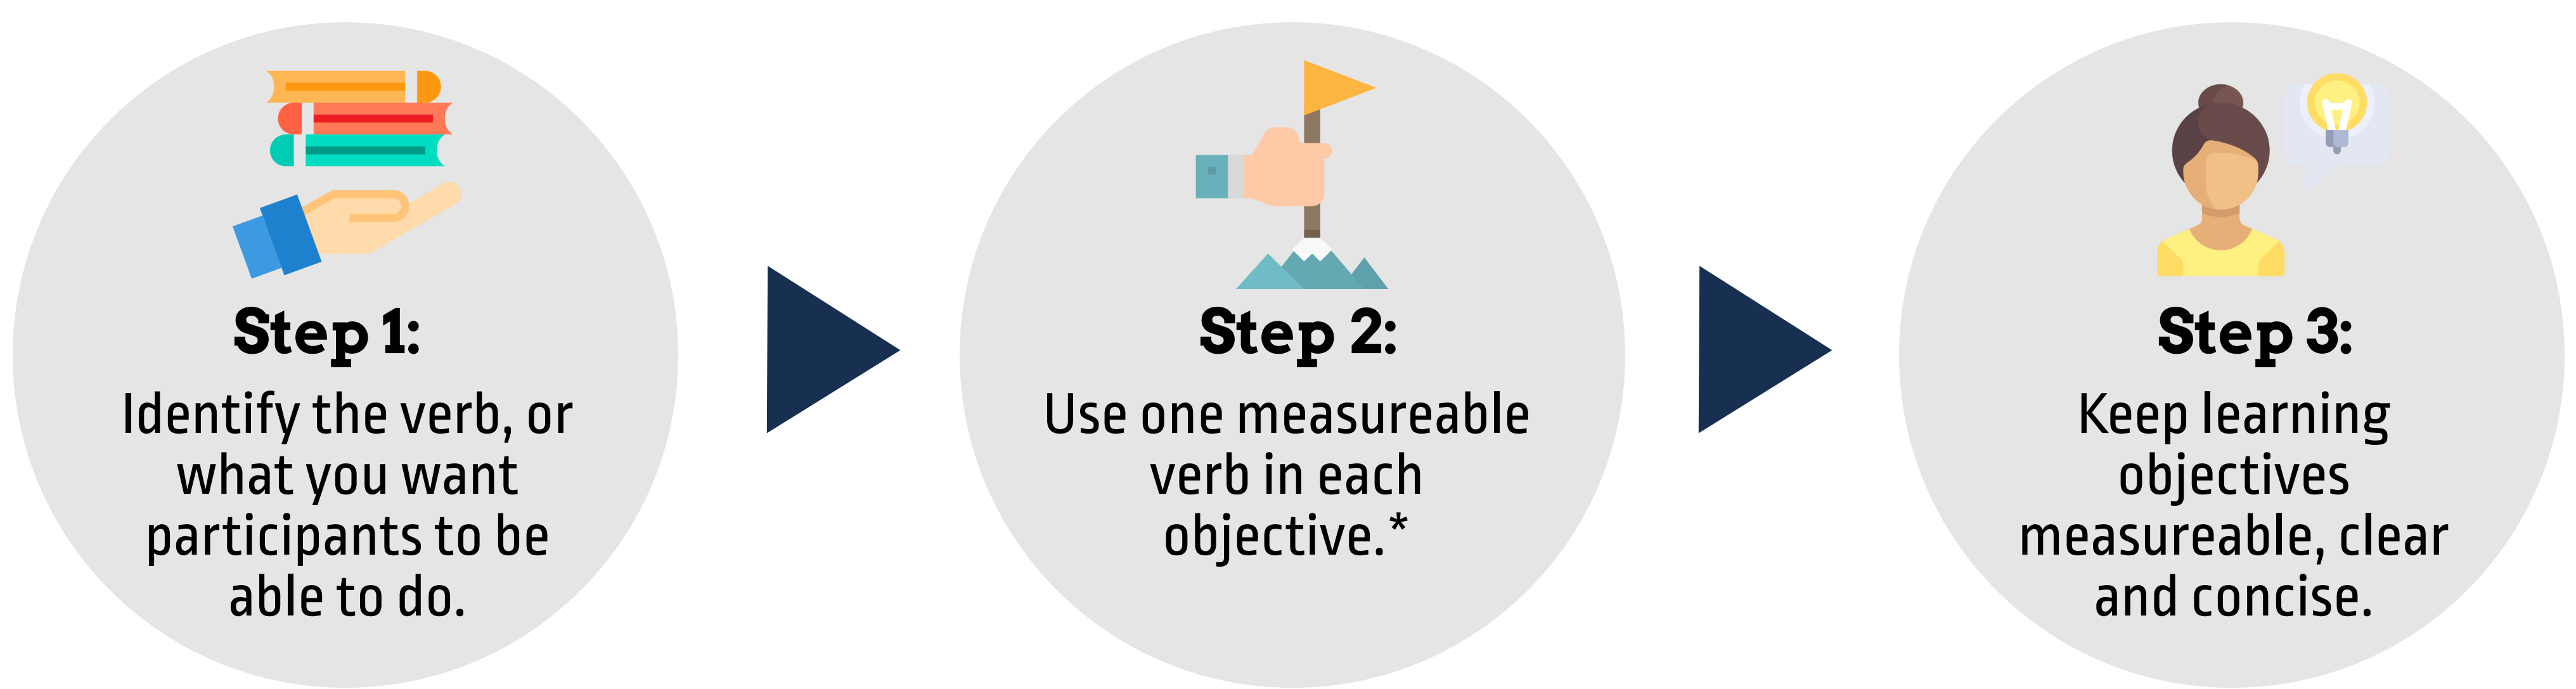 Step 1:
Identify the verb, or
what you want
participants to be
able to do.
Step 2:
Use one measureable
verb in each
objective.*
Step 3:
Keep learning
objectives
measureable, clear
and concise.